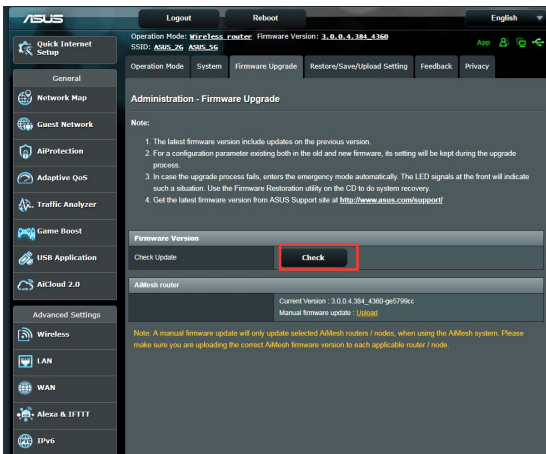 ASUS
Logout
Reboot
English
Quick Internet
Setup
Operation Mode: Wireless router Firmware Version: 3.0.0.4.384_4360
SSID: ASUS_2G ASUS_5G
App
Operation Mode
System
Firmware Upgrade
Restore/Save/Upload Setting
Feedback
Privacy
General
Network Map
Guest Network
AiProtection
Adaptive QoS
Traffic Analyzer
Game Boost
USB Application
AiCloud 2.0
Advanced Settings
Wireless
LAN
WAN
Alexa & IFTTT
IPv6
Administration - Firmware Upgrade
Note:
1. The latest firmware version include updates on the previous version.
2. For a configuration parameter existing both in the old and new firmware, its setting will be kept during the upgrade
process.
3. In case the upgrade process fails, enters the emergency mode automatically. The LED signals at the front will indicate
such a situation. Use the Firmware Restoration utility on the CD to do system recovery.
4. Get the latest firmware version from ASUS Support site at http://www.asus.com/support/
Firmware Version
Check Update
Check
AiMesh router
Current Version : 3.0.0.4.384_4360-ge5799cc
Manual firmware update : Upload
Note: A manual firmware update will only update selected AiMesh routers / nodes, when using the AiMesh system. Please
make sure you are uploading the correct AiMesh firmware version to each applicable router / node.